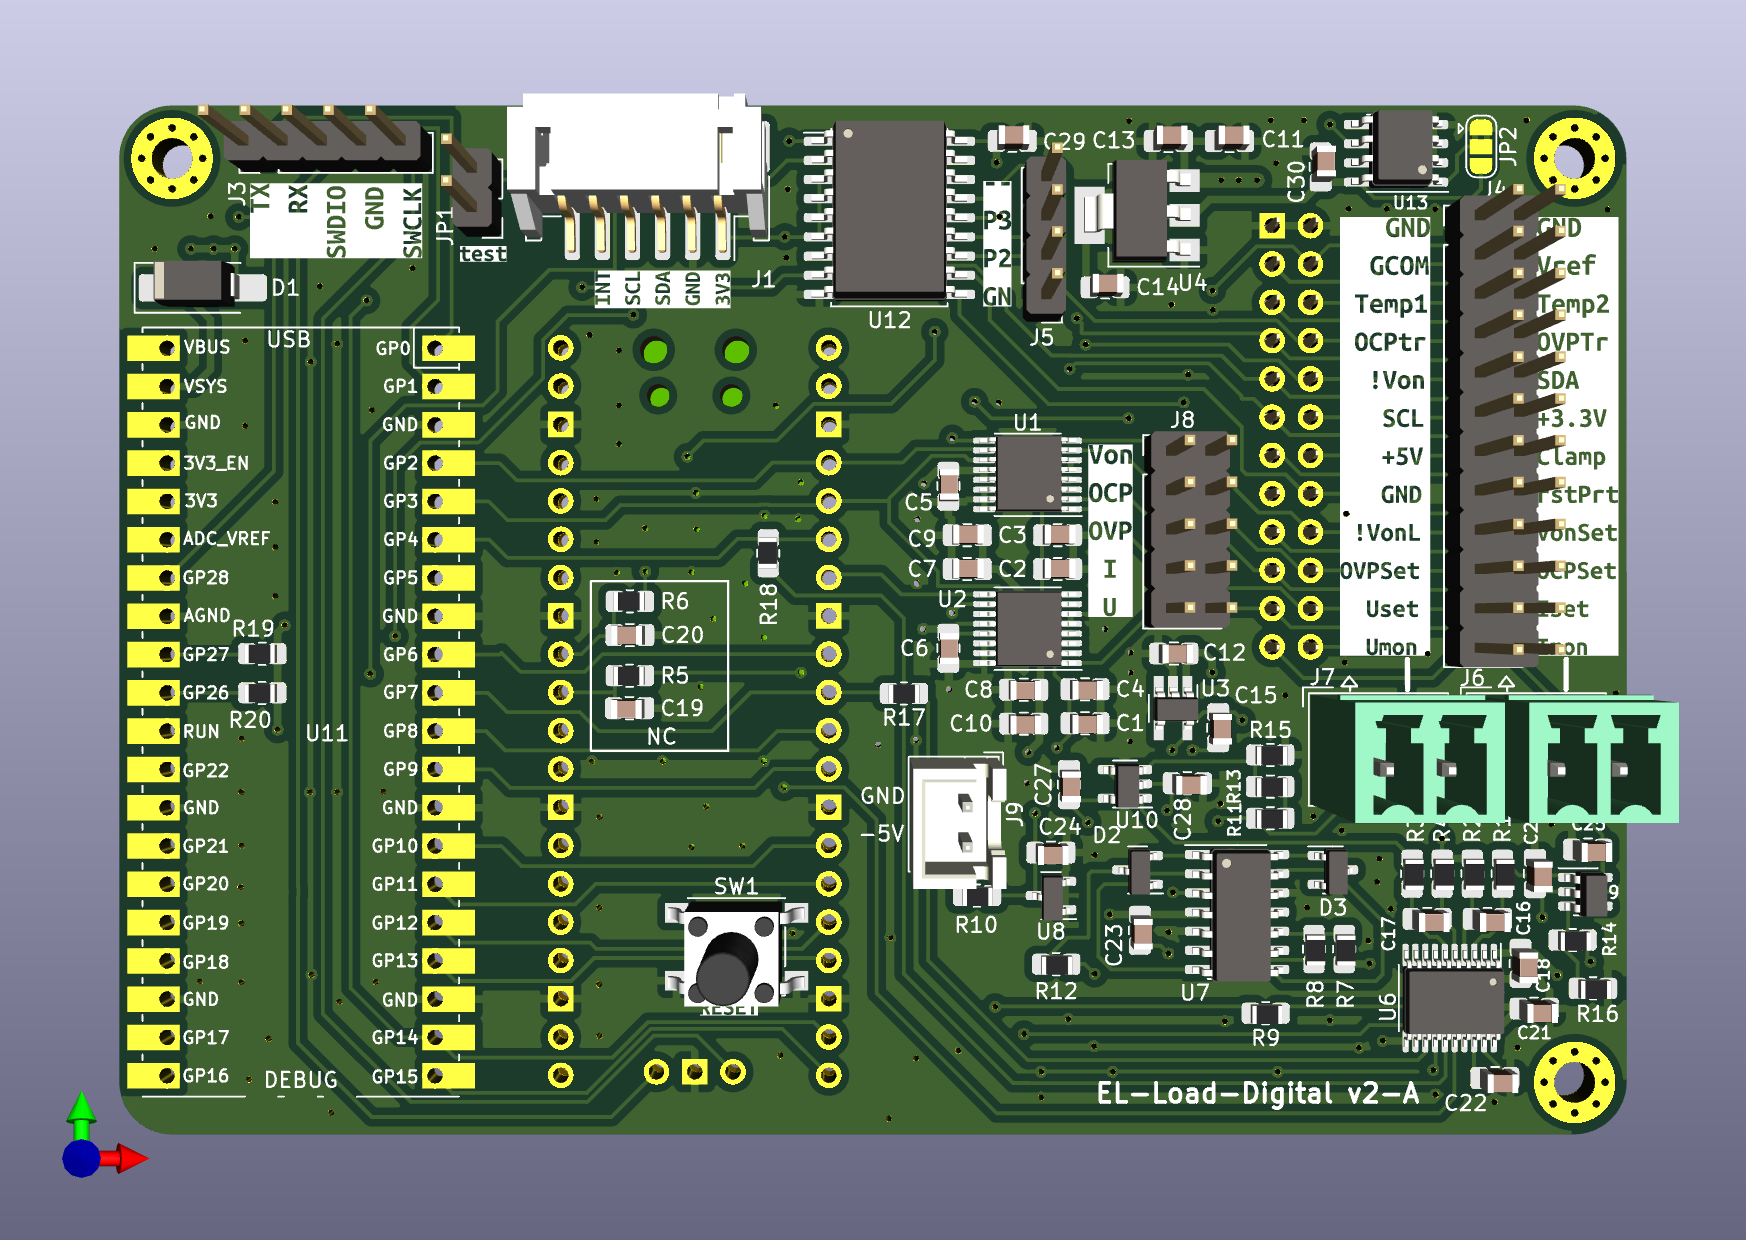 J3
TX
RX
SWDIO
GND
SWCLK
JP1
test
D1
INT
SCL
SDA
GND
3V3
J1
U12
C29
P3
P2
GN
J5
C13
C11
C14
U4
C30
U13
JP2
J4
GND
GCOM
Temp1
OCPtr
!Von
SCL
+5V
GND
!VonL
OVPSet
Uset
Umon
GND
Vref
Temp2
OVPTr
SDA
+3.3V
Clamp
rstPrt
VonSet
OCPSet
USB
VBUS
VSYS
GND
3V3_EN
3V3
ADC_VREF
GP28
AGND
GP27
GP26
RUN
GP22
GND
GP21
GP20
GP19
GP18
GND
GP17
GP16
GP0
GP1
GND
GP2
GP3
GP4
GP5
GND
GP6
GP7
GP8
GP9
GND
GP10
GP11
GP12
GP13
GND
GP14
GP15
R19
R20
U11
DEBUG
R6
C20
R5
C19
NC
R18
R17
SW1
RESET
U1
C5
C9
C3
C7
C2
U2
C6
C8
C4
C10
C1
J8
Von
OCP
OVP
I
U
C12
U3
C15
R15
R13
R11
J7
J6
GND
-5V
J9
C27
U10
C28
C24
D2
R10
U8
C23
R12
U7
D3
R8
R7
R9
C17
C16
R14
C18
U6
C21
R16
C22
EL-Load-Digital v2-A